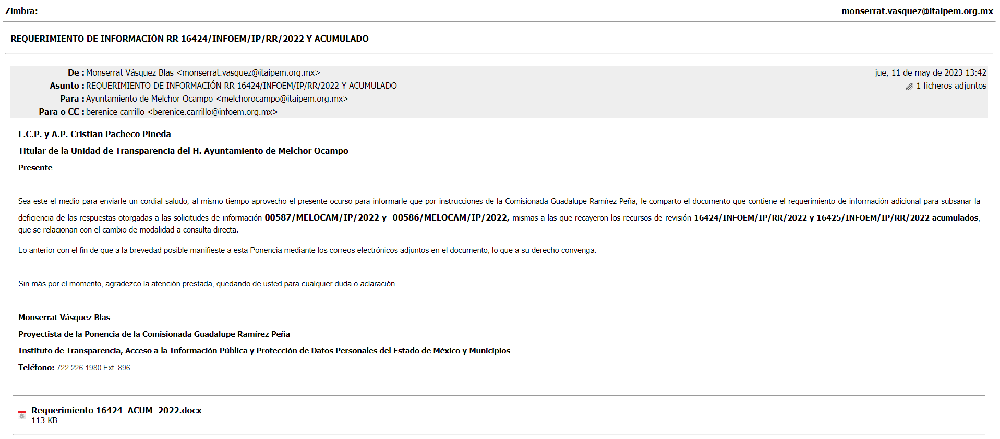 Zimbra: monserrat.vasquez@itaipem.org.mx
REQUERIMIENTO DE INFORMACIÓN RR 16424/INFOEM/IP/RR/2022 Y ACUMULADO
De : Monserrat Vásquez Blas <monserrat.vasquez@itaipem.org.mx> jue, 11 de may de 2023 13:42
Asunto : REQUERIMIENTO DE INFORMACIÓN RR 16424/INFOEM/IP/RR/2022 Y ACUMULADO 1 ficheros adjuntos
Para : Ayuntamiento de Melchor Ocampo <melchorocampo@itaipem.org.mx>
Para o CC : berenice carrillo <berenice.carrillo@infoem.org.mx>
L.C.P. y A.P. Cristian Pacheco Pineda
Titular de la Unidad de Transparencia del H. Ayuntamiento de Melchor Ocampo
Presente
Sea este el medio para enviarle un cordial saludo, al mismo tiempo aprovecho el presente ocurso para informarle que por instrucciones de la Comisionada Guadalupe Ramírez Peña, le comparto el documento que contiene el requerimiento de información adicional para subsanar la
deficiencia de las respuestas otorgadas a las solicitudes de información 00587/MELOCAM/IP/2022 y 00586/MELOCAM/IP/2022, mismas a las que recayeron los recursos de revisión 16424/INFOEM/IP/RR/2022 y 16425/INFOEM/IP/RR/2022 acumulados,
que se relacionan con el cambio de modalidad a consulta directa.
Lo anterior con el fin de que a la brevedad posible manifieste a esta Ponencia mediante los correos electrónicos adjuntos en el documento, lo que a su derecho convenga.
Sin más por el momento, agradezco la atención prestada, quedando de usted para cualquier duda o aclaración
Monserrat Vásquez Blas
Proyectista de la Ponencia de la Comisionada Guadalupe Ramírez Peña
Instituto de Transparencia, Acceso a la Información Pública y Protección de Datos Personales del Estado de México y Municipios
Teléfono: 722 226 1980 Ext. 896
Requerimiento 16424_ACUM_2022.docx
113 KB